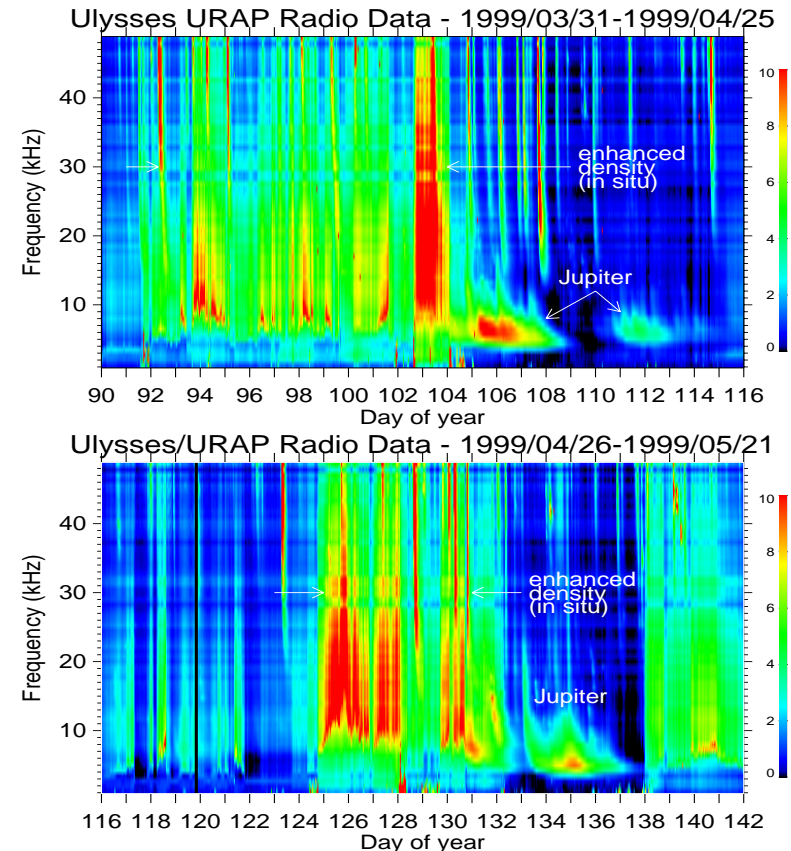 Ulysses URAP Radio Data - 1999/03/31-1999/04/25
Frequency (kHz)
40
30
20
10
enhanced
density
(in situ)
Jupiter
10
8
6
4
2
0
90 92 94 96 98 100 102 104 106 108 110 112 114 116
Day of year
Ulysses/URAP Radio Data - 1999/04/26-1999/05/21
Frequency (kHz)
40
30
20
10
enhanced
density
(in situ)
Jupiter
10
8
6
4
2
0
116 118 120 122 124 126 128 130 132 134 136 138 140 142
Day of year